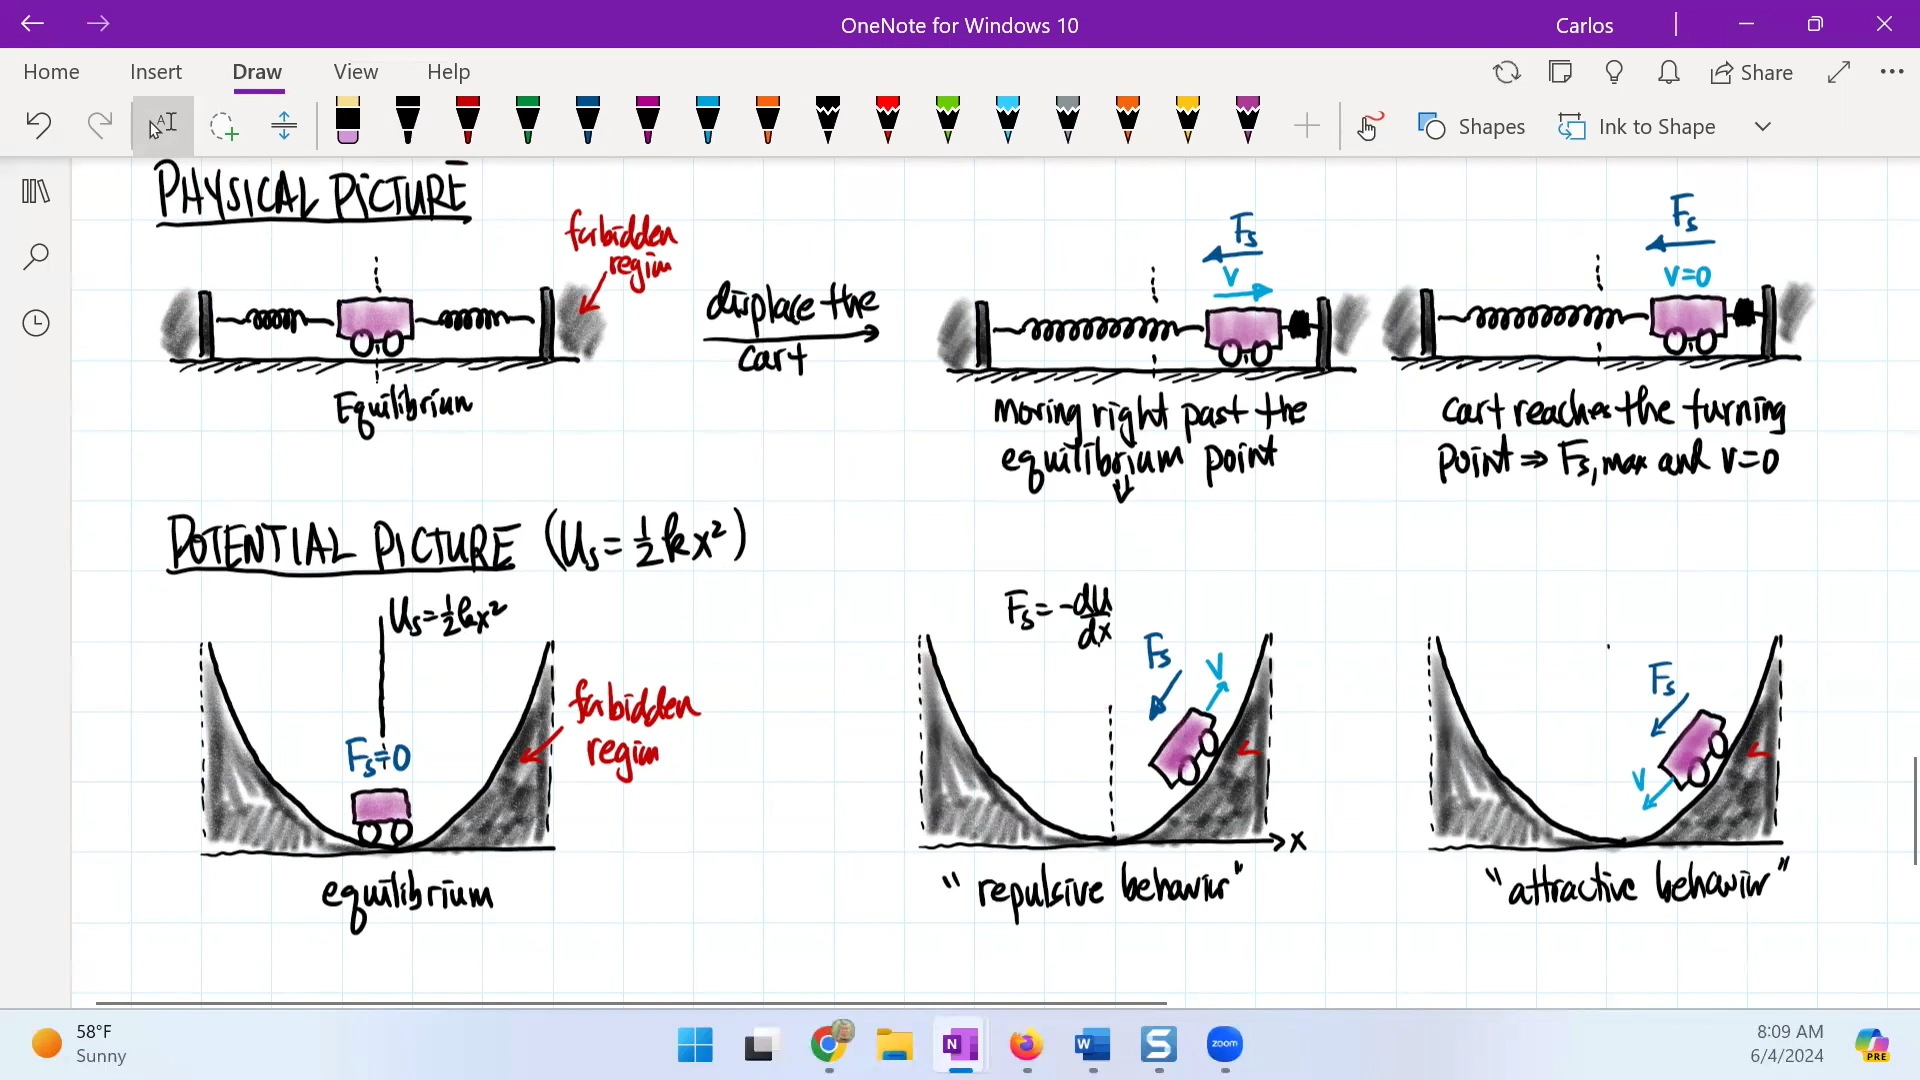 OneNote for Windows 10
Carlos
Home
Insert
Draw
View
Help
Share
Shapes
Ink to Shape
PHYSICAL PICTURE
forbidden
region
Equilibrium
displace the
cart
Fs
v
moving right past the
equilibrium point
Fs
v=0
cart reaches the turning
point ⇒ Fs,max and v=0
POTENTIAL PICTURE (Us=½kx²)
Us=½kx²
Fs=0
forbidden
region
equilibrium
Fs=-du/dx
Fs
v
x
"repulsive behavior"
Fs
v
"attractive behavior"
58°F
Sunny
N
W
S
zoom
8:09 AM
6/4/2024
PRE